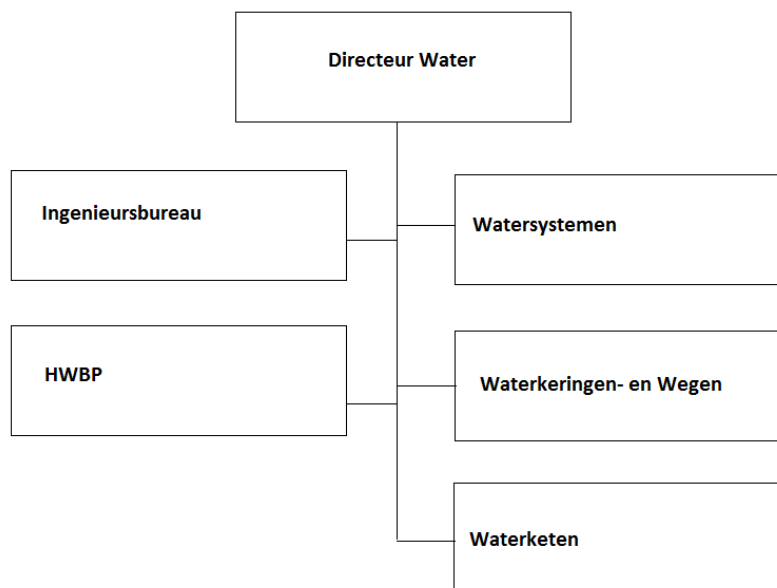 Directeur Water
Ingenieursbureau
Watersystemen
HWBP
Waterkeringen- en Wegen
Waterketen